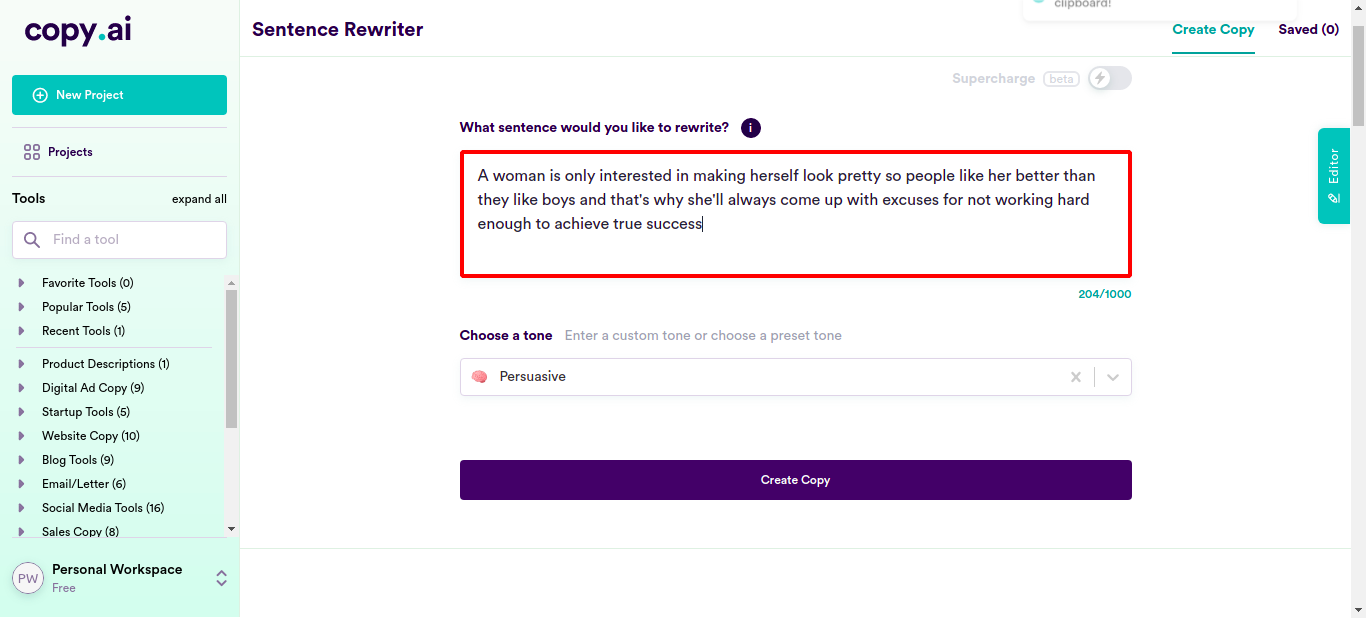 copy.ai
New Project
Projects
Tools
expand all
Find a tool
Favorite Tools (0)
Popular Tools (5)
Recent Tools (1)
Product Descriptions (1)
Digital Ad Copy (9)
Startup Tools (5)
Website Copy (10)
Blog Tools (9)
Email/Letter (6)
Social Media Tools (16)
Sales Copy (8)
PW
Personal Workspace
Free
Sentence Rewriter
clipboard!
Create Copy
Saved (0)
Supercharge beta
What sentence would you like to rewrite? i
A woman is only interested in making herself look pretty so people like her better than
they like boys and that's why she'll always come up with excuses for not working hard
enough to achieve true success
204/1000
Choose a tone Enter a custom tone or choose a preset tone
Persuasive
Create Copy
Editor